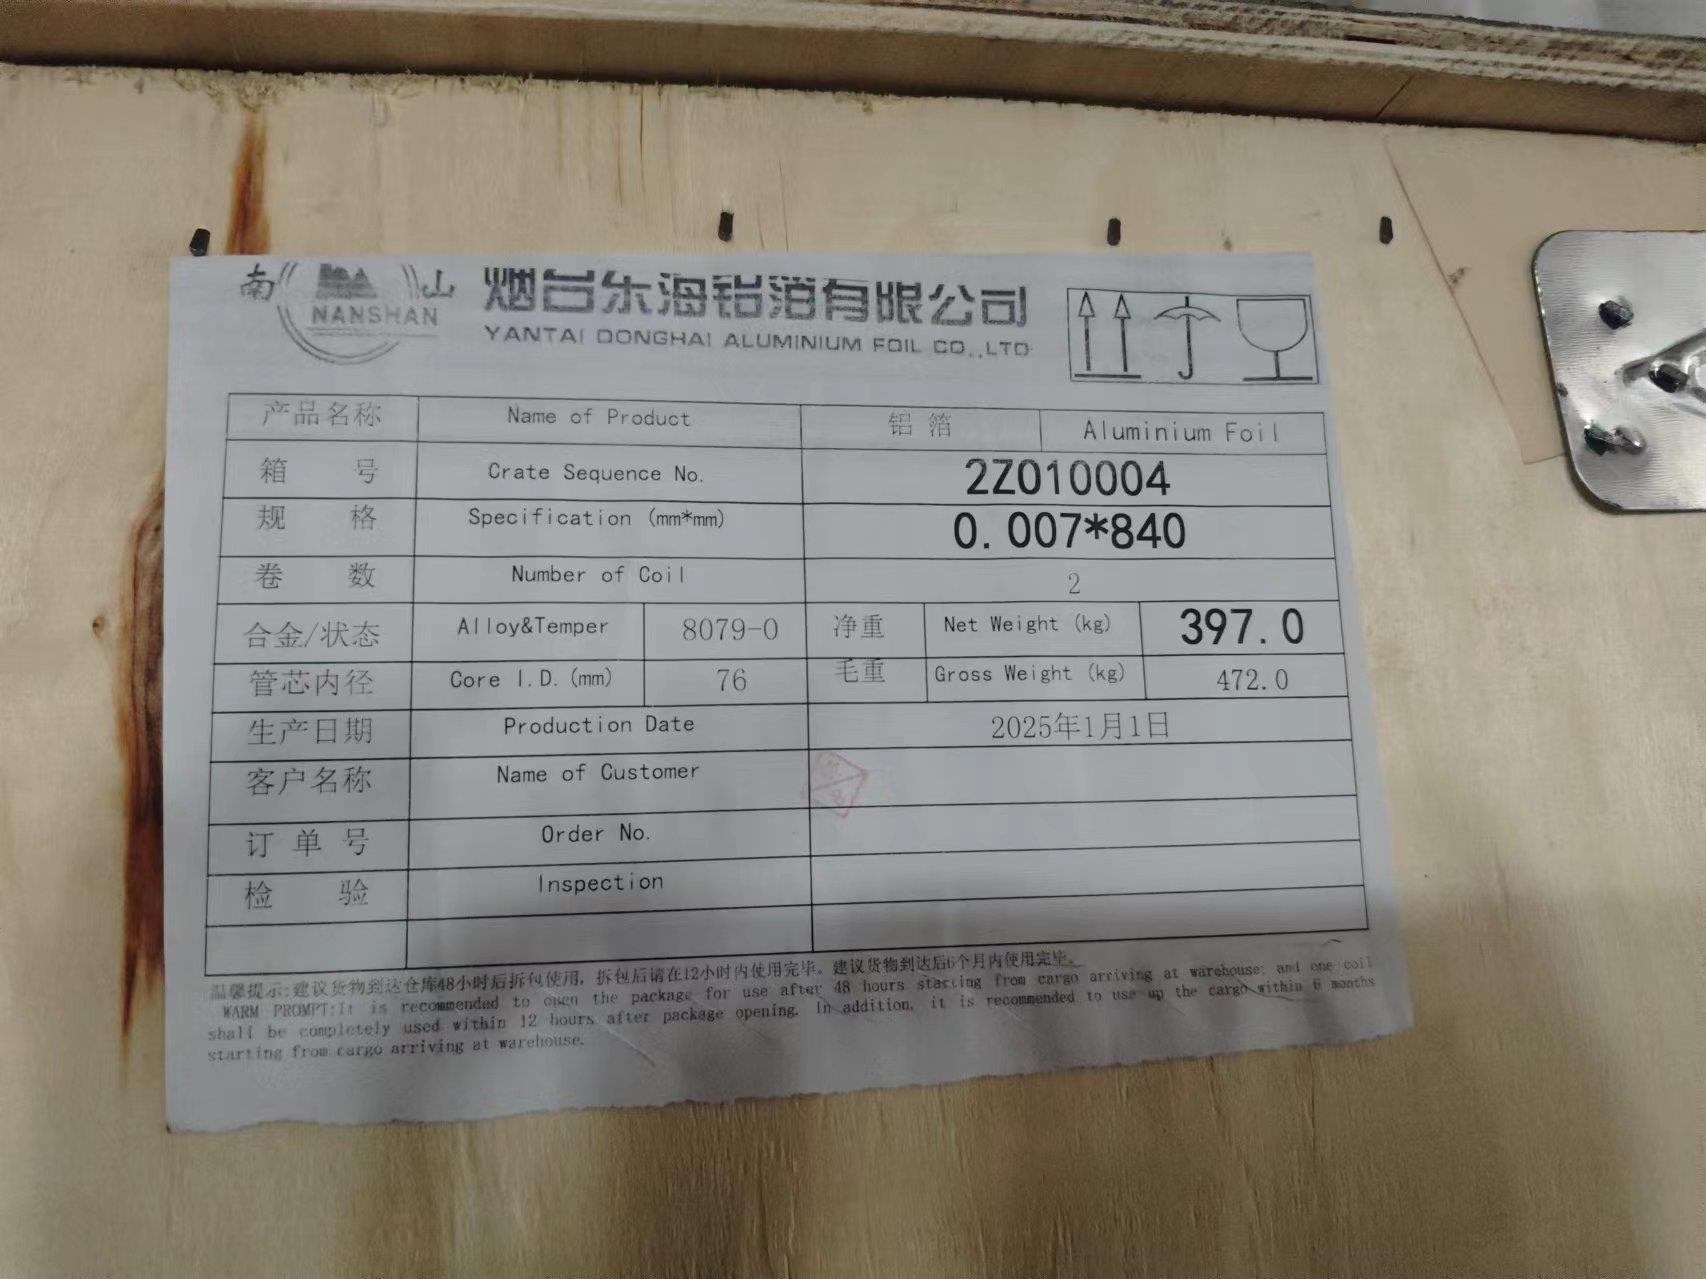 南 山
NANSHAN
烟台东海铝箔有限公司
YANTAI DONGHAI ALUMINIUM FOIL CO.,LTD
产品名称 Name of Product 铝 箔 Aluminium Foil
箱 号 Crate Sequence No. 2Z010004
规 格 Specification (mm*mm) 0.007*840
卷 数 Number of Coil 2
合金/状态 Alloy&Temper 8079-0 净重 Net Weight (kg) 397.0
管芯内径 Core I.D.(mm) 76 毛重 Gross Weight (kg) 472.0
生产日期 Production Date 2025年1月1日
客户名称 Name of Customer
订 单 号 Order No.
检 验 Inspection
温馨提示:建议货物到达仓库48小时后拆包使用，拆包后请在12小时内使用完毕。建议货物到达后6个月内使用完毕。
WARM PROMPT:It is recommended to open the package for use after 48 hours starting from cargo arriving at warehouse; and one coil
shall be completely used within 12 hours after package opening. In addition, it is recommended to use up the cargo within 6 months
starting from cargo arriving at warehouse.